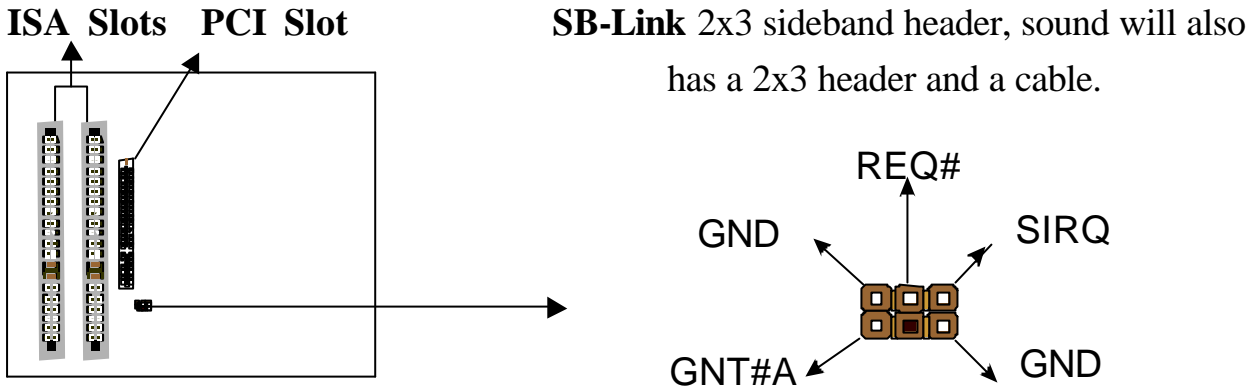 ISA Slots PCI Slot
SB-Link 2x3 sideband header, sound will also
has a 2x3 header and a cable.
REQ#
GND
SIRQ
GNT#A
GND